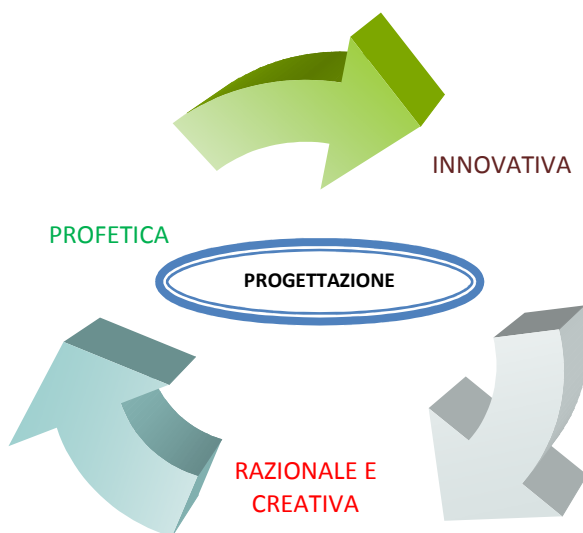 INNOVATIVA
PROFETICA
PROGETTAZIONE
RAZIONALE E
CREATIVA